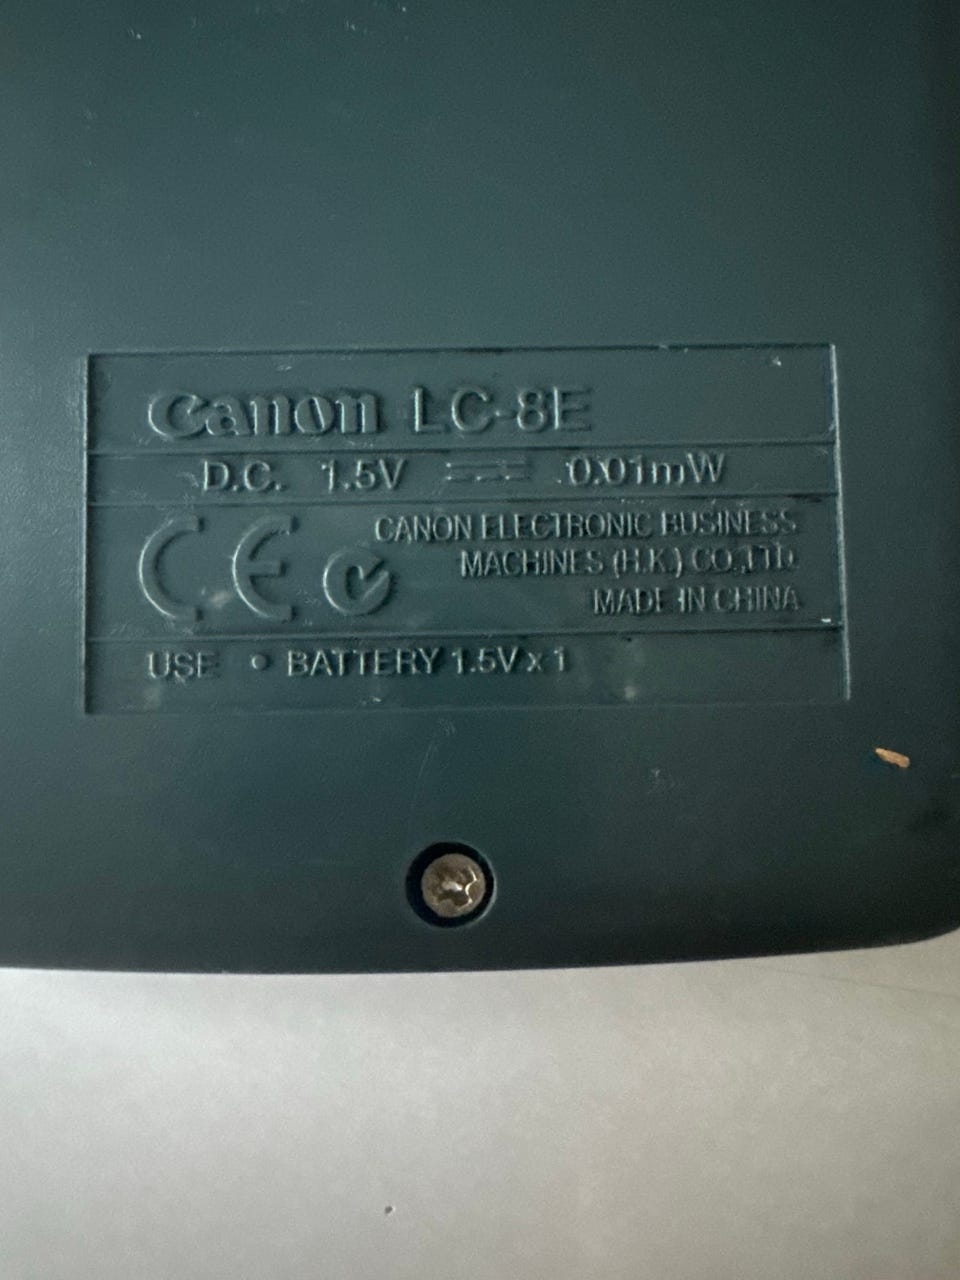 Canon LC-8E
D.C. 1.5V ⎓ 0.01mW
CE CANON ELECTRONIC BUSINESS
MACHINES (H.K.) CO.,LTD.
MADE IN CHINA
USE • BATTERY 1.5V x 1